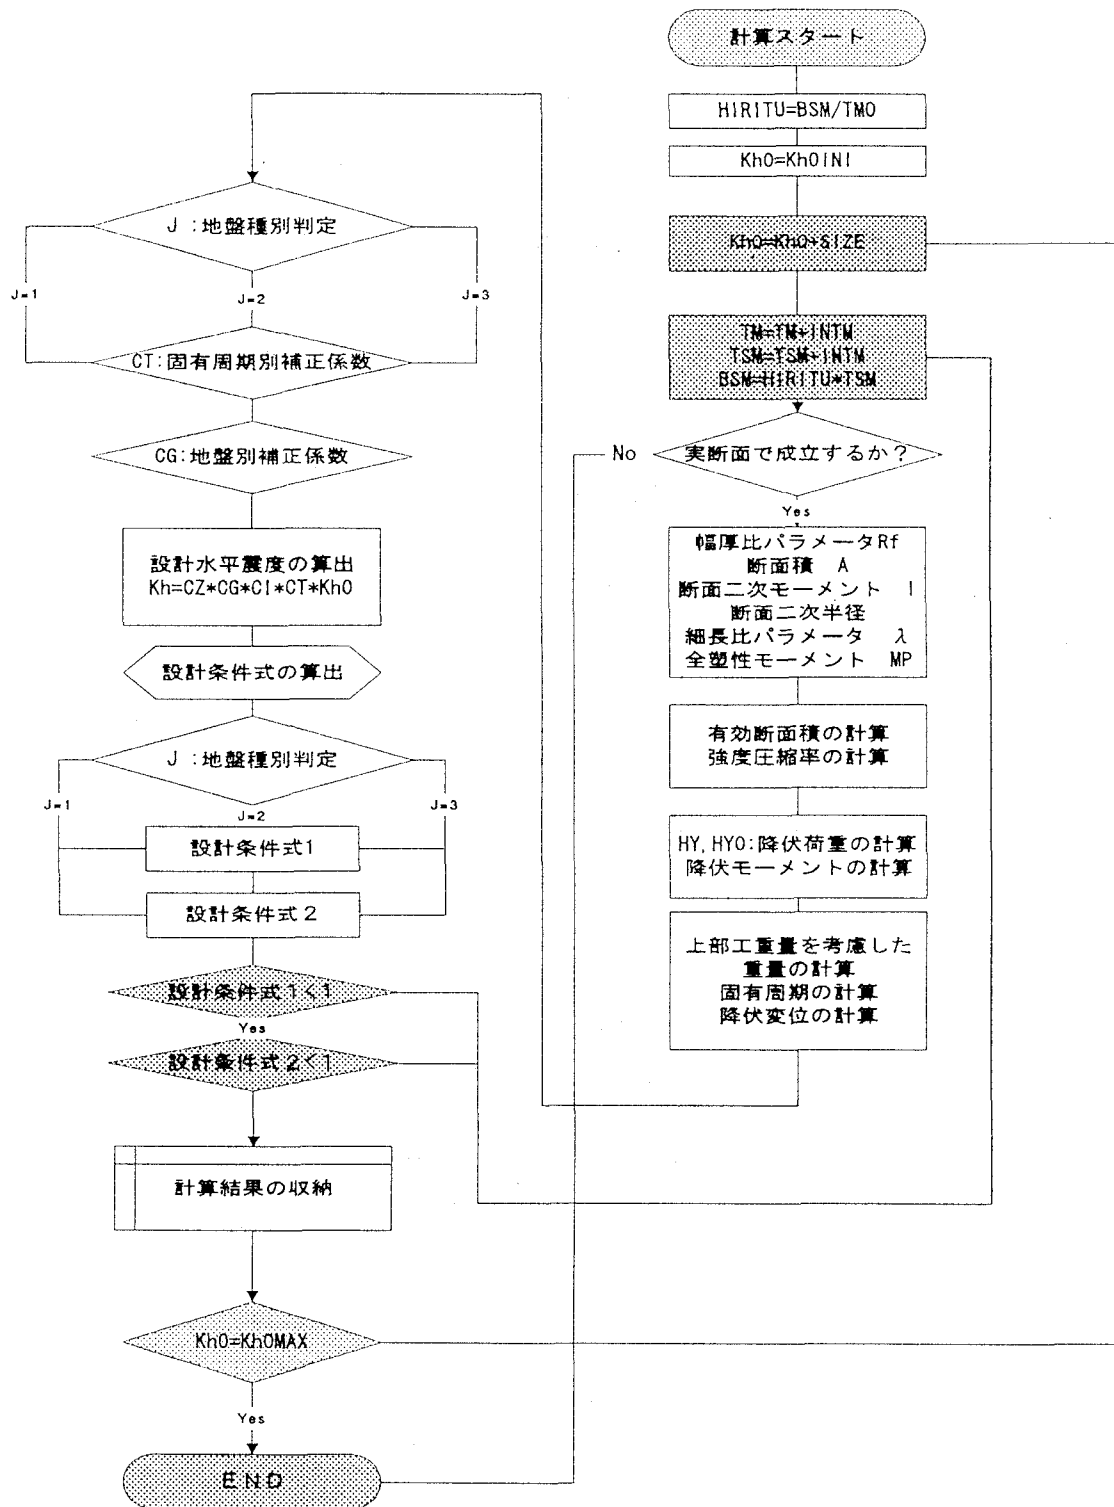 計算スタート
HIRITU=BSM/TM0
Kh0=Kh0INI
Kh0=Kh0+SIZE
TM=TM+INTM
TSM=TSM+INTM
BSM=HIRITU*TSM
実断面で成立するか？
No
Yes
幅厚比パラメータRf
断面積 A
断面二次モーメント I
断面二次半径
細長比パラメータ λ
全塑性モーメント MP
有効断面積の計算
強度圧縮率の計算
HY,HY0:降伏荷重の計算
降伏モーメントの計算
上部工重量を考慮した
重量の計算
固有周期の計算
降伏変位の計算
J :地盤種別判定
J=1
J=2
J=3
CT:固有周期別補正係数
CG:地盤別補正係数
設計水平震度の算出
Kh=CZ*CG*CI*CT*Kh0
設計条件式の算出
J :地盤種別判定
J=1
J=2
J=3
設計条件式1
設計条件式2
設計条件式1<1
Yes
設計条件式2<1
計算結果の収納
Kh0=Kh0MAX
Yes
END